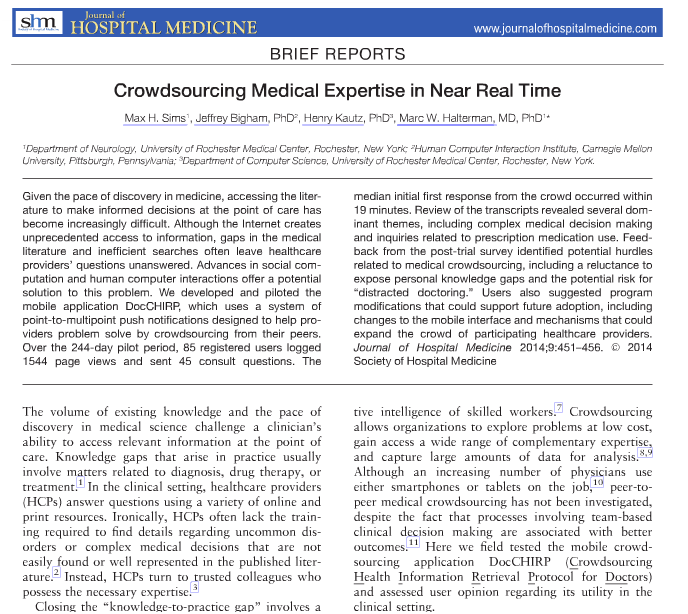 shm
Society of Hospital Medicine
Journal of
HOSPITAL MEDICINE
www.journalofhospitalmedicine.com
BRIEF REPORTS
Crowdsourcing Medical Expertise in Near Real Time
Max H. Sims¹, Jeffrey Bigham, PhD², Henry Kautz, PhD³, Marc W. Halterman, MD, PhD¹*
¹Department of Neurology, University of Rochester Medical Center, Rochester, New York; ²Human Computer Interaction Institute, Carnegie Mellon
University, Pittsburgh, Pennsylvania; ³Department of Computer Science, University of Rochester Medical Center, Rochester, New York.
Given the pace of discovery in medicine, accessing the liter-
ature to make informed decisions at the point of care has
become increasingly difficult. Although the Internet creates
unprecedented access to information, gaps in the medical
literature and inefficient searches often leave healthcare
providers' questions unanswered. Advances in social com-
putation and human computer interactions offer a potential
solution to this problem. We developed and piloted the
mobile application DocCHIRP, which uses a system of
point-to-multipoint push notifications designed to help pro-
viders problem solve by crowdsourcing from their peers.
Over the 244-day pilot period, 85 registered users logged
1544 page views and sent 45 consult questions. The
median initial first response from the crowd occurred within
19 minutes. Review of the transcripts revealed several dom-
inant themes, including complex medical decision making
and inquiries related to prescription medication use. Feed-
back from the post-trial survey identified potential hurdles
related to medical crowdsourcing, including a reluctance to
expose personal knowledge gaps and the potential risk for
“distracted doctoring.” Users also suggested program
modifications that could support future adoption, including
changes to the mobile interface and mechanisms that could
expand the crowd of participating healthcare providers.
Journal of Hospital Medicine 2014;9:451–456. © 2014
Society of Hospital Medicine
The volume of existing knowledge and the pace of
discovery in medical science challenge a clinician's
ability to access relevant information at the point of
care. Knowledge gaps that arise in practice usually
involve matters related to diagnosis, drug therapy, or
treatment.1 In the clinical setting, healthcare providers
(HCPs) answer questions using a variety of online and
print resources. Ironically, HCPs often lack the train-
ing required to find details regarding uncommon dis-
orders or complex medical decisions that are not
easily found or well represented in the published liter-
ature.2 Instead, HCPs turn to trusted colleagues who
possess the necessary expertise.3
Closing the “knowledge-to-practice gap” involves a
tive intelligence of skilled workers.7 Crowdsourcing
allows organizations to explore problems at low cost,
gain access a wide range of complementary expertise,
and capture large amounts of data for analysis.8,9
Although an increasing number of physicians use
either smartphones or tablets on the job,10 peer-to-
peer medical crowdsourcing has not been investigated,
despite the fact that processes involving team-based
clinical decision making are associated with better
outcomes.11 Here we field tested the mobile crowd-
sourcing application DocCHIRP (Crowdsourcing
Health Information Retrieval Protocol for Doctors)
and assessed user opinion regarding its utility in the
clinical setting.